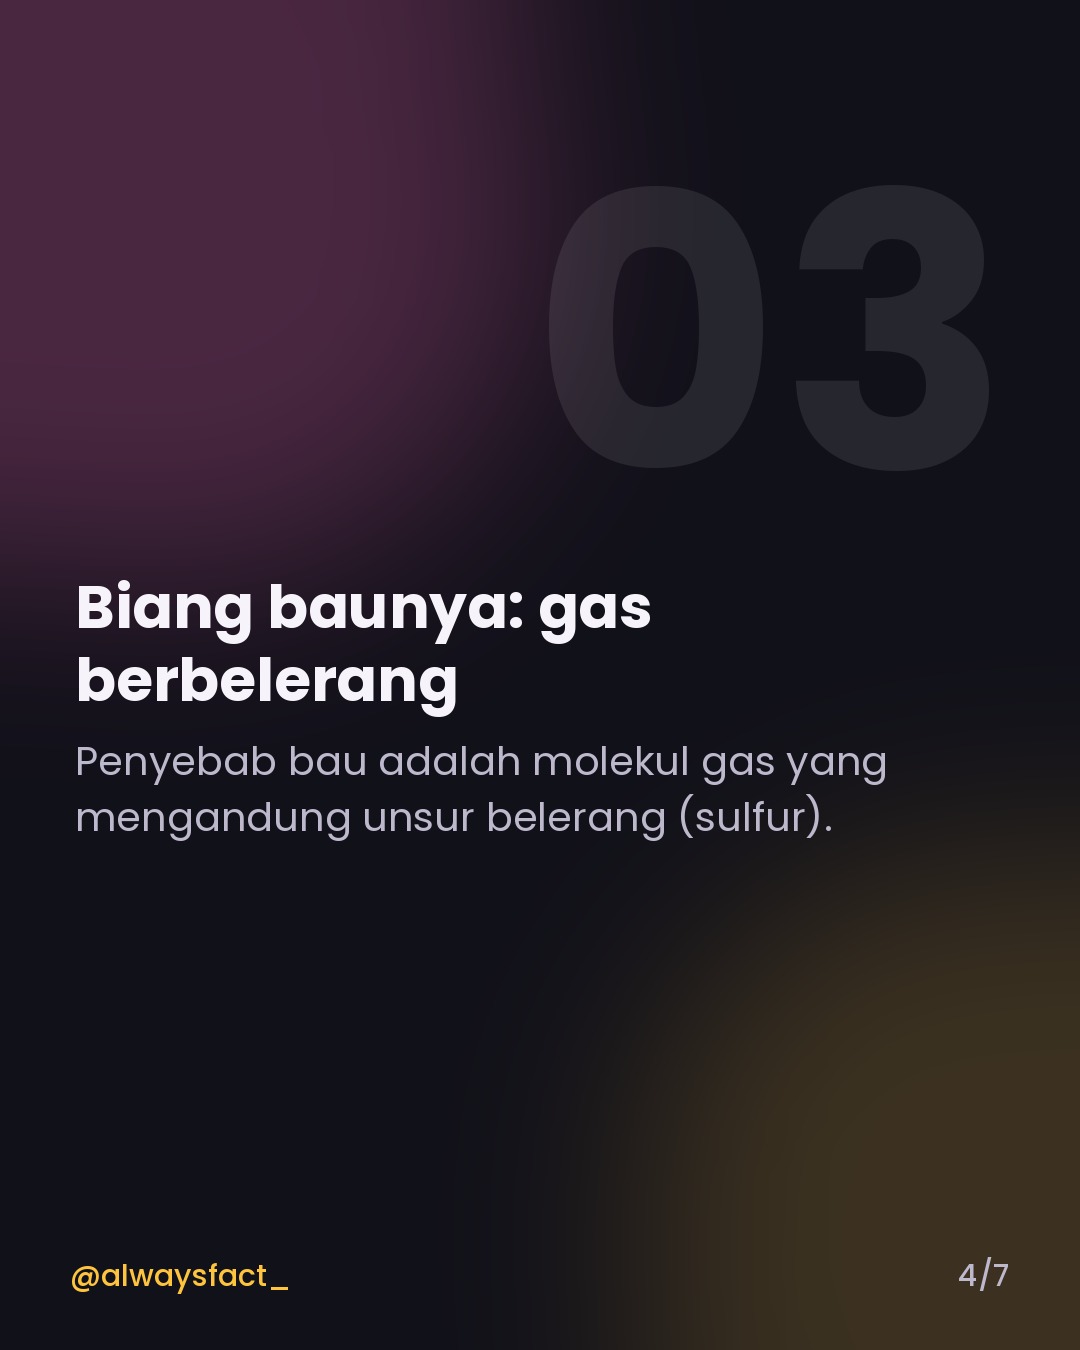 03
Biang baunya: gas
berbelerang
Penyebab bau adalah molekul gas yang
mengandung unsur belerang (sulfur).
@alwaysfact_
4/7